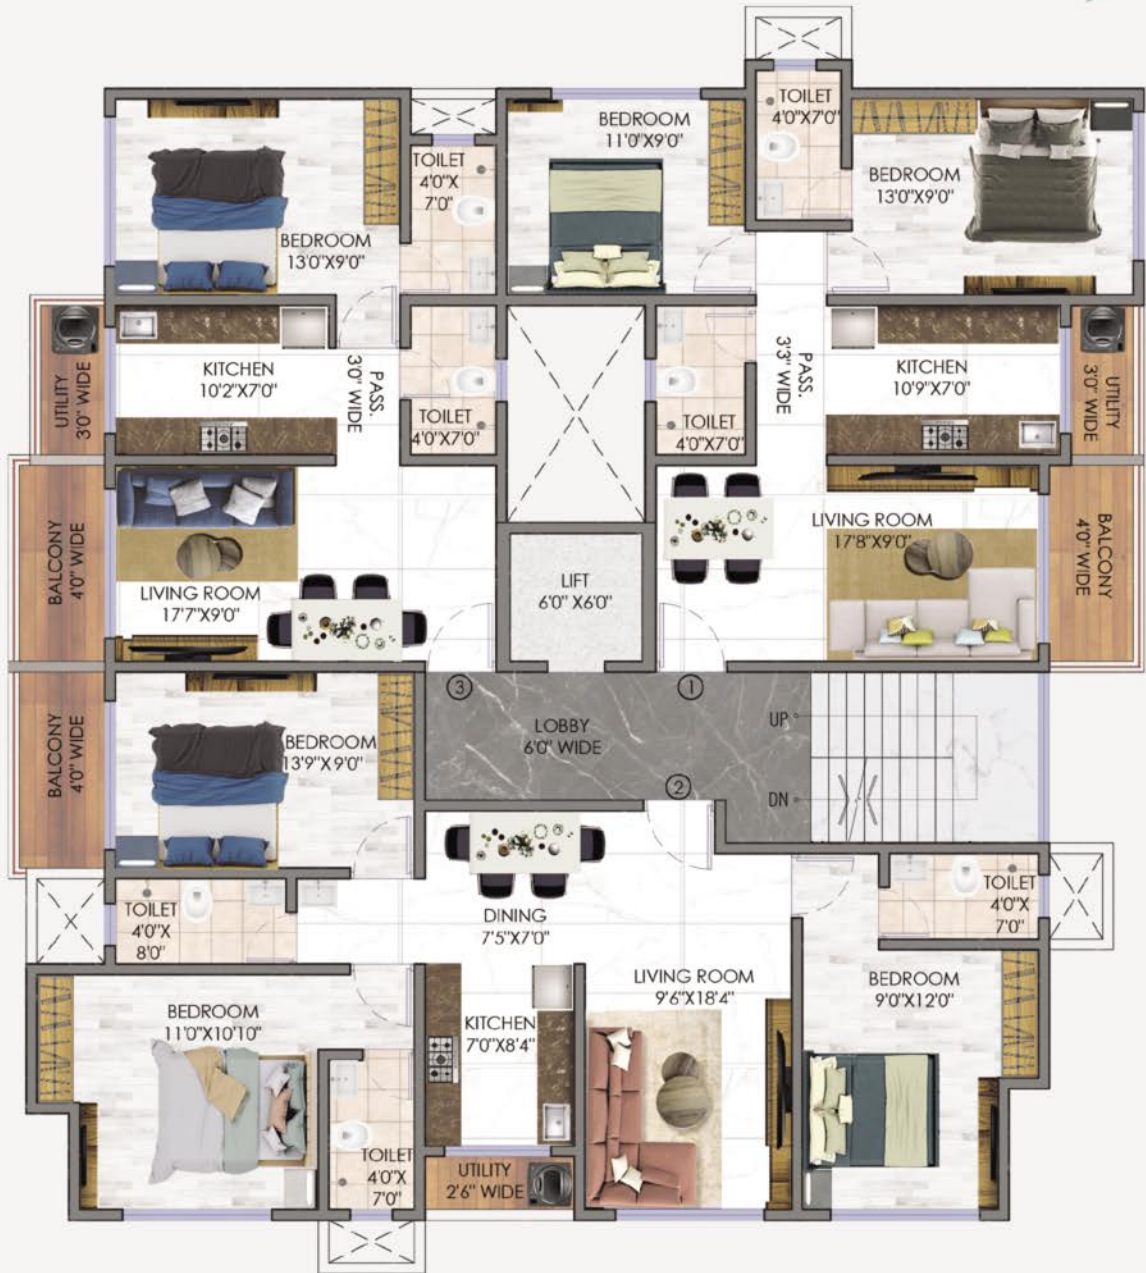 TOILET
4'0"X7'0"
BEDROOM
11'0"X9'0"
TOILET
4'0"X
7'0"
BEDROOM
13'0"X9'0"
BEDROOM
13'0"X9'0"
UTILITY
3'0" WIDE
KITCHEN
10'2"X7'0"
PASS.
3'0" WIDE
TOILET
4'0"X7'0"
TOILET
4'0"X7'0"
PASS.
3'3" WIDE
KITCHEN
10'9"X7'0"
UTILITY
3'0" WIDE
BALCONY
4'0" WIDE
LIVING ROOM
17'7"X9'0"
LIFT
6'0" X6'0"
LIVING ROOM
17'8"X9'0"
BALCONY
4'0" WIDE
3
1
BALCONY
4'0" WIDE
BEDROOM
13'9"X9'0"
LOBBY
6'0" WIDE
UP
2
DN
TOILET
4'0"X
8'0"
DINING
7'5"X7'0"
TOILET
4'0"X
7'0"
BEDROOM
11'0"X10'10"
KITCHEN
7'0"X8'4"
LIVING ROOM
9'6"X18'4"
BEDROOM
9'0"X12'0"
TOILET
4'0"X
7'0"
UTILITY
2'6" WIDE